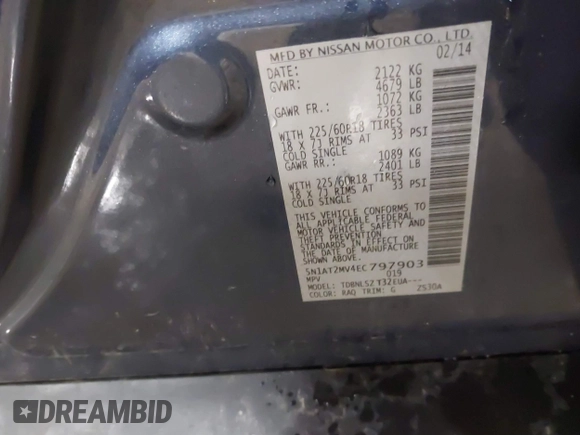 MFD BY NISSAN MOTOR CO., LTD.
DATE: 02/14
GVWR: 2122 KG
4679 LB
GAWR FR.: 1072 KG
2363 LB
WITH 225/60R18 TIRES
18 X 7J RIMS AT 33 PSI
COLD SINGLE
GAWR RR.: 1089 KG
2401 LB
WITH 225/60R18 TIRES
18 X 7J RIMS AT 33 PSI
COLD SINGLE
THIS VEHICLE CONFORMS TO
ALL APPLICABLE FEDERAL
MOTOR VEHICLE SAFETY AND
THEFT PREVENTION
STANDARDS IN EFFECT ON
THE DATE OF MANUFACTURE
SHOWN ABOVE.
5N1AT2MV4EC797903
MPV 019
MODEL:
COLOR: RAQ TRIM: G
DREAMBID